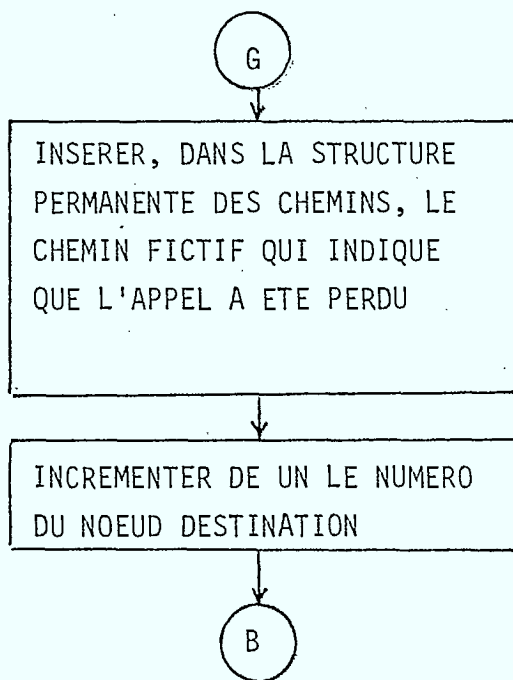 G
INSERER, DANS LA STRUCTURE
PERMANENTE DES CHEMINS, LE
CHEMIN FICTIF QUI INDIQUE
QUE L'APPEL A ETE PERDU
INCREMENTER DE UN LE NUMERO
DU NOEUD DESTINATION
B